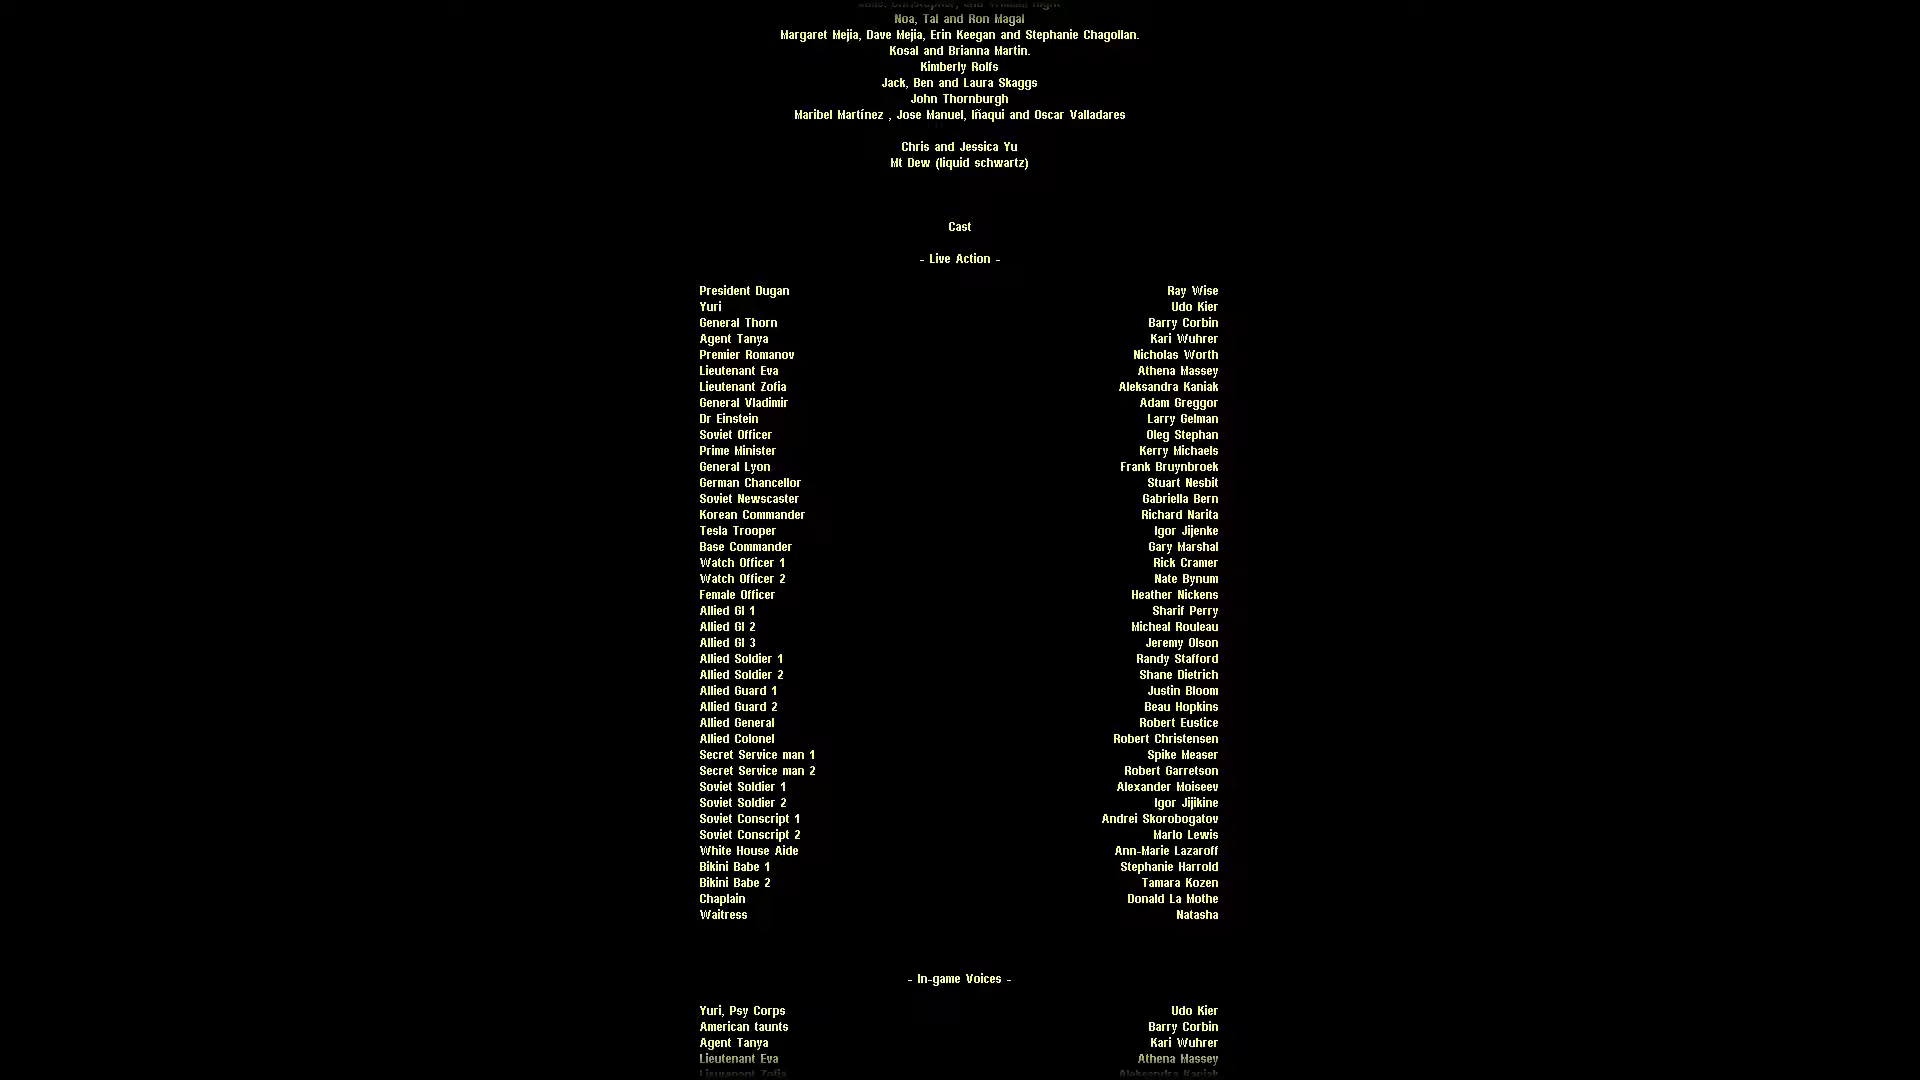 Noa, Tal and Ron Magal
Margaret Mejia, Dave Mejia, Erin Keegan and Stephanie Chagollan.
Kosal and Brianna Martin.
Kimberly Rolfs
Jack, Ben and Laura Skaggs
John Thornburgh
Maribel Martínez , Jose Manuel, Iñaqui and Oscar Valladares
Chris and Jessica Yu
Mt Dew (liquid schwartz)
Cast
- Live Action -
President Dugan Ray Wise
Yuri Udo Kier
General Thorn Barry Corbin
Agent Tanya Kari Wuhrer
Premier Romanov Nicholas Worth
Lieutenant Eva Athena Massey
Lieutenant Zofia Aleksandra Kaniak
General Vladimir Adam Greggor
Dr Einstein Larry Gelman
Soviet Officer Oleg Stephan
Prime Minister Kerry Michaels
General Lyon Frank Bruynbroek
German Chancellor Stuart Nesbit
Soviet Newscaster Gabriella Bern
Korean Commander Richard Narita
Tesla Trooper Igor Jijenke
Base Commander Gary Marshal
Watch Officer 1 Rick Cramer
Watch Officer 2 Nate Bynum
Female Officer Heather Nickens
Allied GI 1 Sharif Perry
Allied GI 2 Micheal Rouleau
Allied GI 3 Jeremy Olson
Allied Soldier 1 Randy Stafford
Allied Soldier 2 Shane Dietrich
Allied Guard 1 Justin Bloom
Allied Guard 2 Beau Hopkins
Allied General Robert Eustice
Allied Colonel Robert Christensen
Secret Service man 1 Spike Measer
Secret Service man 2 Robert Garretson
Soviet Soldier 1 Alexander Moiseev
Soviet Soldier 2 Igor Jijikine
Soviet Conscript 1 Andrei Skorobogatov
Soviet Conscript 2 Marlo Lewis
White House Aide Ann-Marie Lazaroff
Bikini Babe 1 Stephanie Harrold
Bikini Babe 2 Tamara Kozen
Chaplain Donald La Mothe
Waitress Natasha
- In-game Voices -
Yuri, Psy Corps Udo Kier
American taunts Barry Corbin
Agent Tanya Kari Wuhrer
Lieutenant Eva Athena Massey
Lieutenant Zofia Aleksandra Kaniak